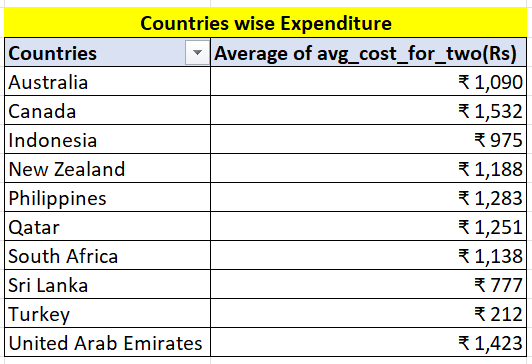 Countries wise Expenditure
Countries Average of avg_cost_for_two(Rs)
Australia ₹ 1,090
Canada ₹ 1,532
Indonesia ₹ 975
New Zealand ₹ 1,188
Philippines ₹ 1,283
Qatar ₹ 1,251
South Africa ₹ 1,138
Sri Lanka ₹ 777
Turkey ₹ 212
United Arab Emirates ₹ 1,423